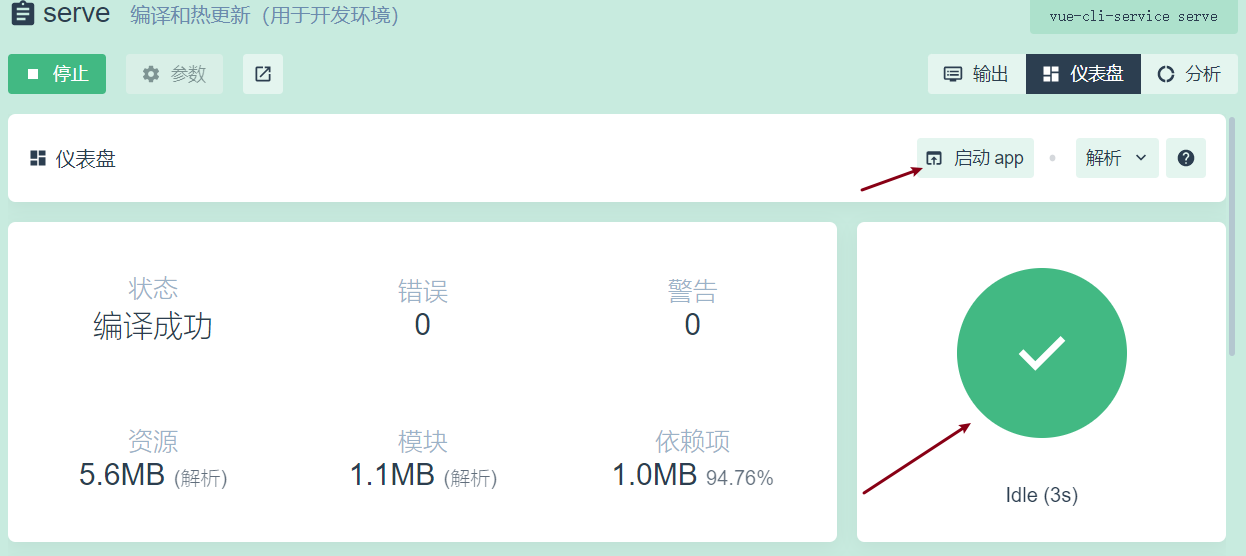 serve 编译和热更新（用于开发环境） vue-cli-service serve
停止 参数 输出 仪表盘 分析
仪表盘 启动 app 解析
状态 错误 警告
编译成功 0 0
资源 模块 依赖项
5.6MB (解析) 1.1MB (解析) 1.0MB 94.76%
Idle (3s)